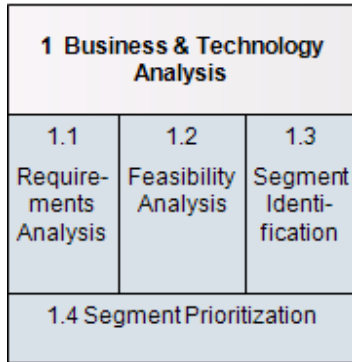 1 Business & Technology
Analysis
1.1
Require-
ments
Analysis
1.2
Feasibility
Analysis
1.3
Segment
Identi-
fication
1.4 Segment Prioritization